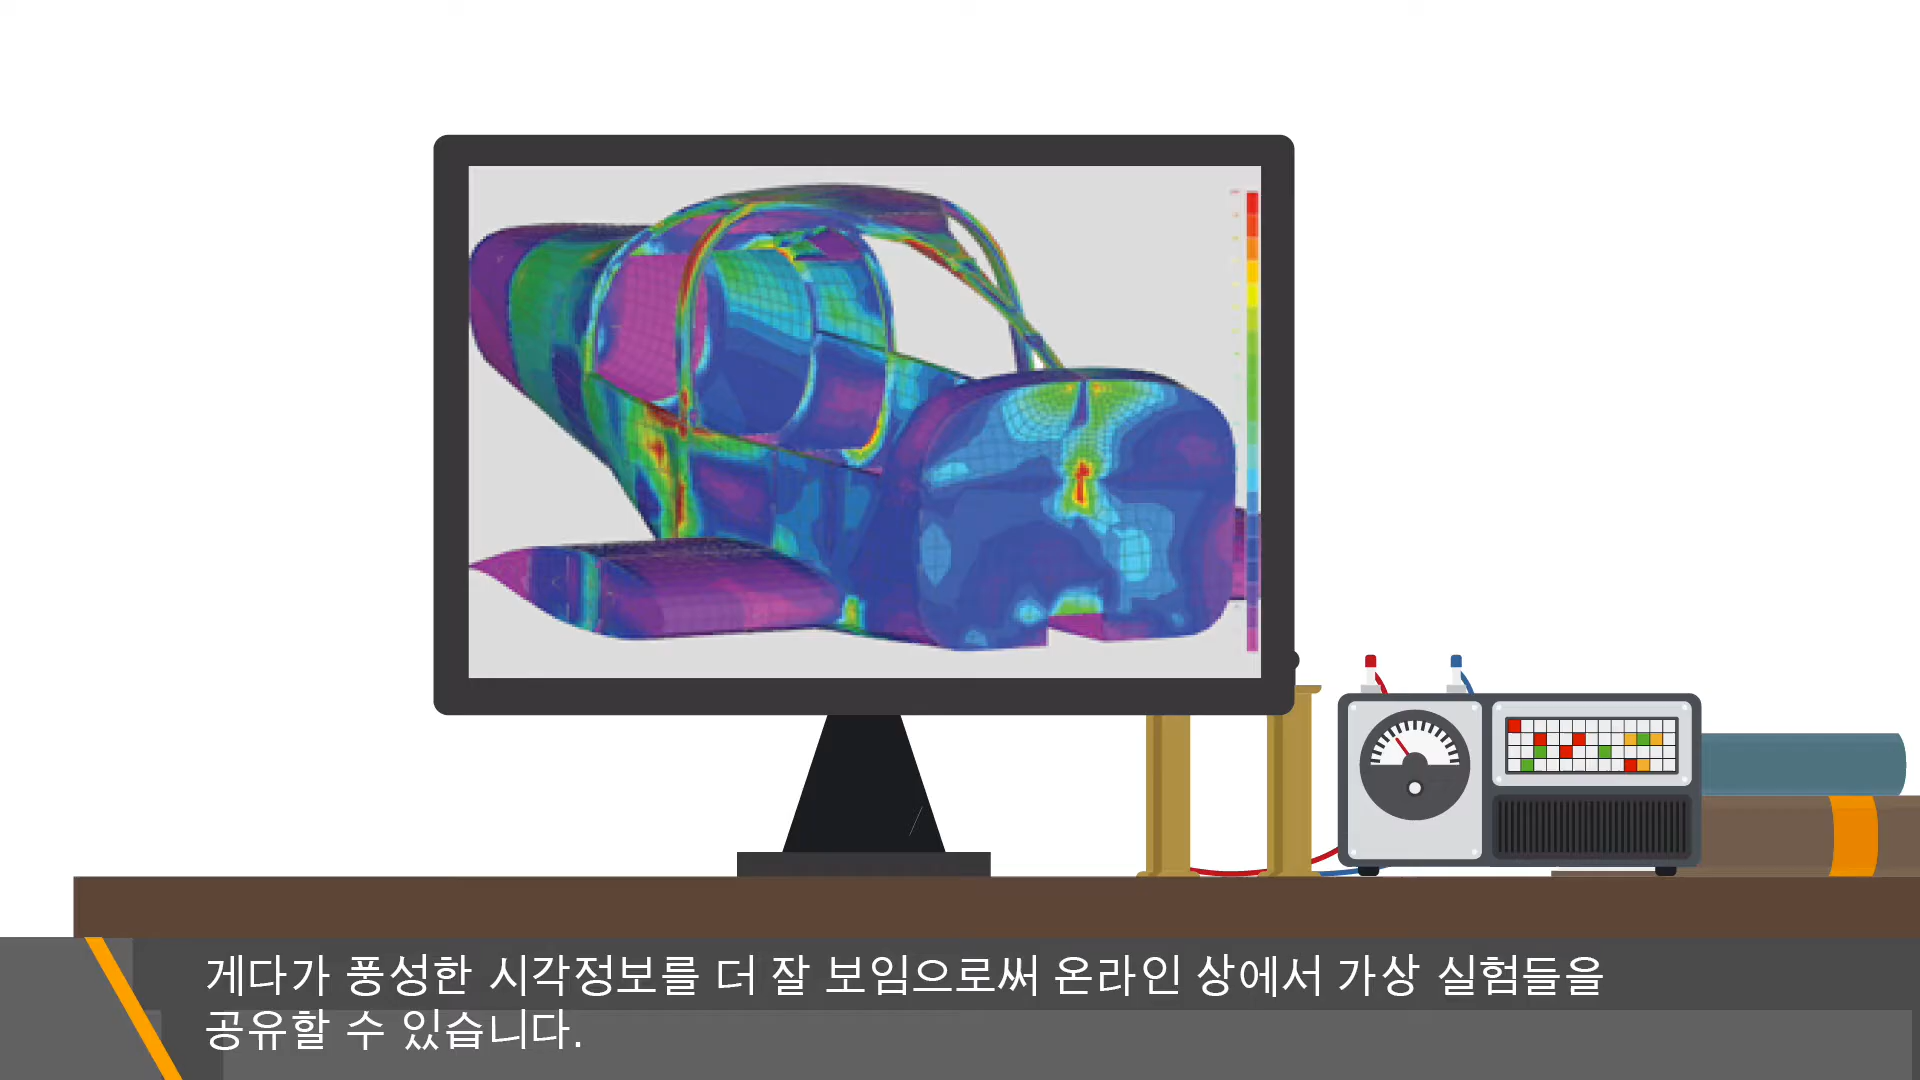 게다가 풍성한 시각정보를 더 잘 보임으로써 온라인 상에서 가상 실험들을
공유할 수 있습니다.